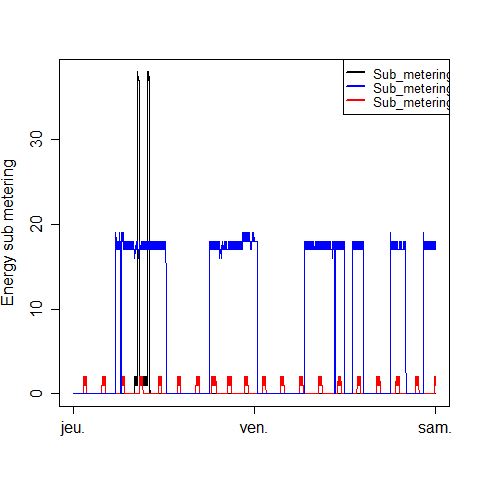 Sub_metering
Sub_metering
Sub_metering
Energy sub metering
30
20
10
0
jeu.
ven.
sam.